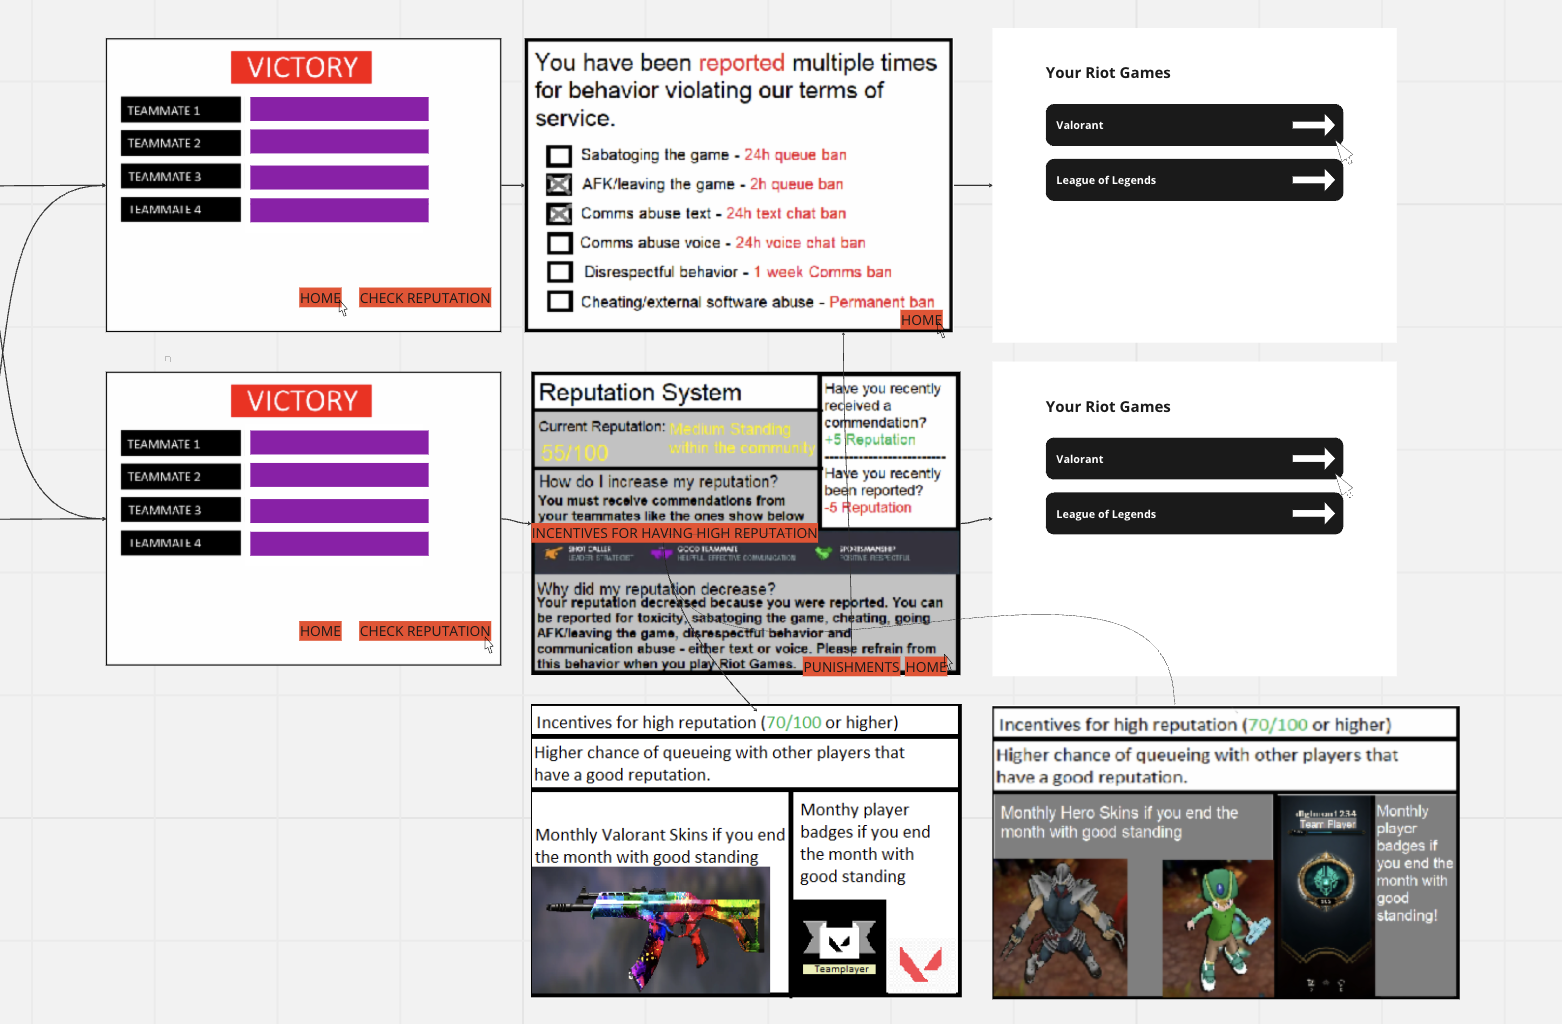 VICTORY
TEAMMATE 1
TEAMMATE 2
TEAMMATE 3
TEAMMATE 4
HOME
CHECK REPUTATION
You have been reported multiple times
for behavior violating our terms of
service.
Sabatoging the game - 24h queue ban
AFK/leaving the game - 2h queue ban
Comms abuse text - 24h text chat ban
Comms abuse voice - 24h voice chat ban
Disrespectful behavior - 1 week Comms ban
Cheating/external software abuse - Permanent ban
HOME
Your Riot Games
Valorant
League of Legends
VICTORY
TEAMMATE 1
TEAMMATE 2
TEAMMATE 3
TEAMMATE 4
HOME
CHECK REPUTATION
Reputation System
Current Reputation:
Medium Standing
within the community
55/100
Have you recently
received a
commendation?
+5 Reputation
Have you recently
been reported?
-5 Reputation
How do I increase my reputation?
You must receive commendations from
your teammates like the ones show below
INCENTIVES FOR HAVING HIGH REPUTATION
SHOT CALLER
LEADER STRATEGIST
GOOD TEAMMATE
HELPFUL, EFFECTIVE COMMUNICATION
SPORTSMANSHIP
POSITIVE RESPECTFUL
Why did my reputation decrease?
Your reputation decreased because you were reported. You can
be reported for toxicity, sabatoging the game, cheating, going
AFK/leaving the game, disrespectful behavior and
communication abuse - either text or voice. Please refrain from
this behavior when you play Riot Games.
PUNISHMENTS
HOME
Your Riot Games
Valorant
League of Legends
Incentives for high reputation (70/100 or higher)
Higher chance of queueing with other players that
have a good reputation.
Monthly Valorant Skins if you end
the month with good standing
Monthy player
badges if you end
the month with
good standing
Teamplayer
Incentives for high reputation (70/100 or higher)
Higher chance of queueing with other players that
have a good reputation.
Monthly Hero Skins if you end the
month with good standing
Team Player
Monthly
player
badges if
you end the
month with
good
standing!